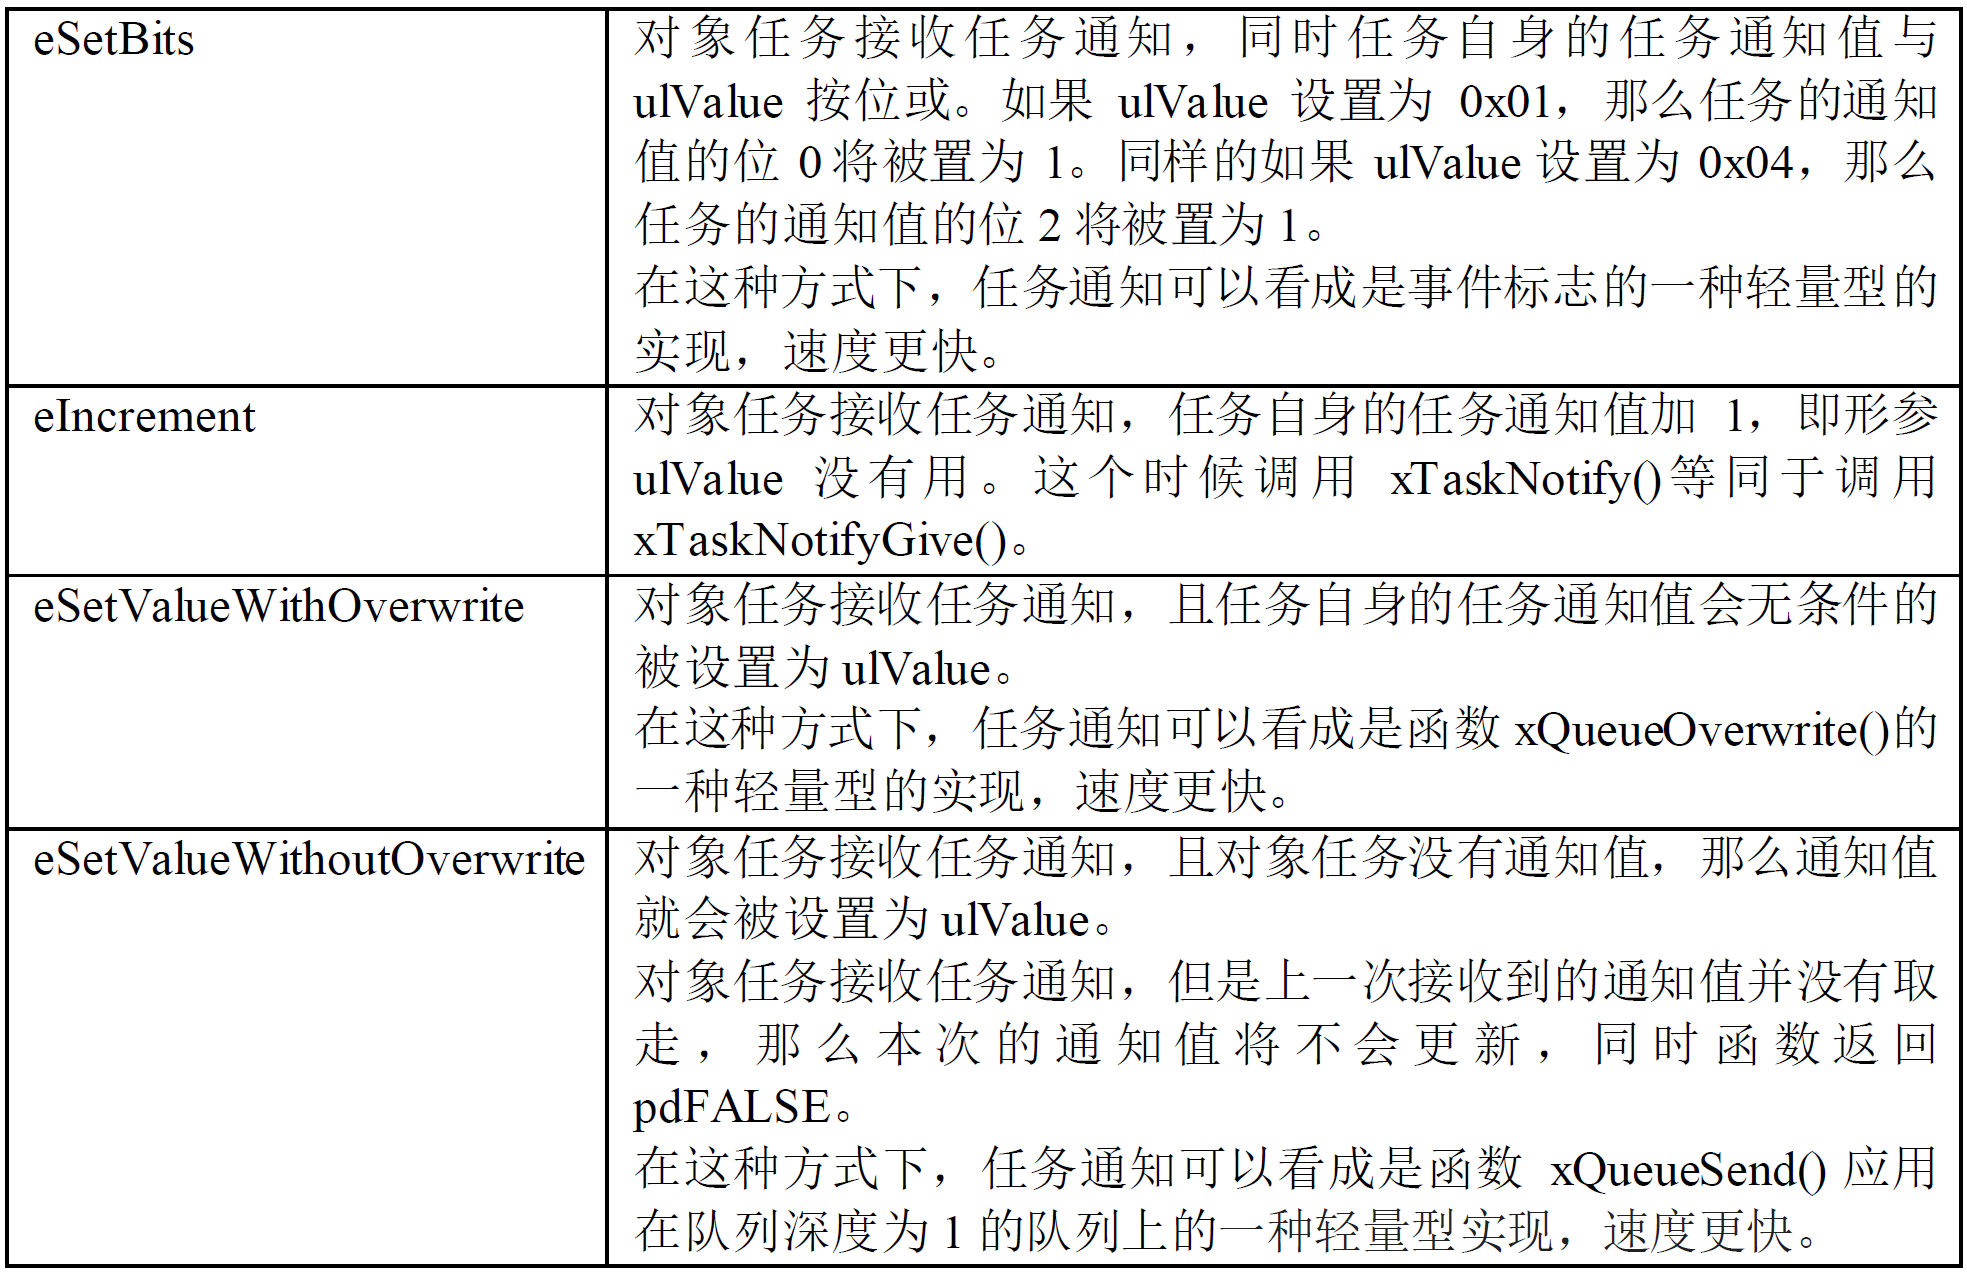 eSetBits
对象任务接收任务通知，同时任务自身的任务通知值与
ulValue 按位或。如果 ulValue 设置为 0x01，那么任务的通知
值的位 0 将被置为 1。同样的如果 ulValue 设置为 0x04，那么
任务的通知值的位 2 将被置为 1。
在这种方式下，任务通知可以看成是事件标志的一种轻量型的
实现，速度更快。
eIncrement
对象任务接收任务通知，任务自身的任务通知值加 1，即形参
ulValue 没有用。这个时候调用 xTaskNotify()等同于调用
xTaskNotifyGive()。
eSetValueWithOverwrite
对象任务接收任务通知，且任务自身的任务通知值会无条件的
被设置为 ulValue。
在这种方式下，任务通知可以看成是函数 xQueueOverwrite()的
一种轻量型的实现，速度更快。
eSetValueWithoutOverwrite
对象任务接收任务通知，且对象任务没有通知值，那么通知值
就会被设置为 ulValue。
对象任务接收任务通知，但是上一次接收到的通知值并没有取
走，那么本次的通知值将不会更新，同时函数返回
pdFALSE。
在这种方式下，任务通知可以看成是函数 xQueueSend() 应用
在队列深度为 1 的队列上的一种轻量型实现，速度更快。